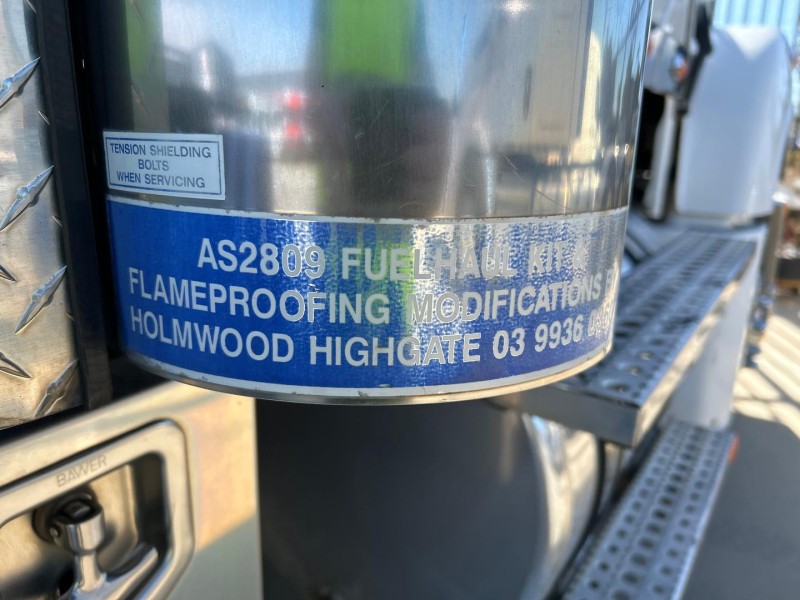 TENSION SHIELDING
BOLTS
WHEN SERVICING
AS2809 FUELHAUL KIT &
FLAMEPROOFING MODIFICATIONS
HOLMWOOD HIGHGATE 03 9936
BAWER